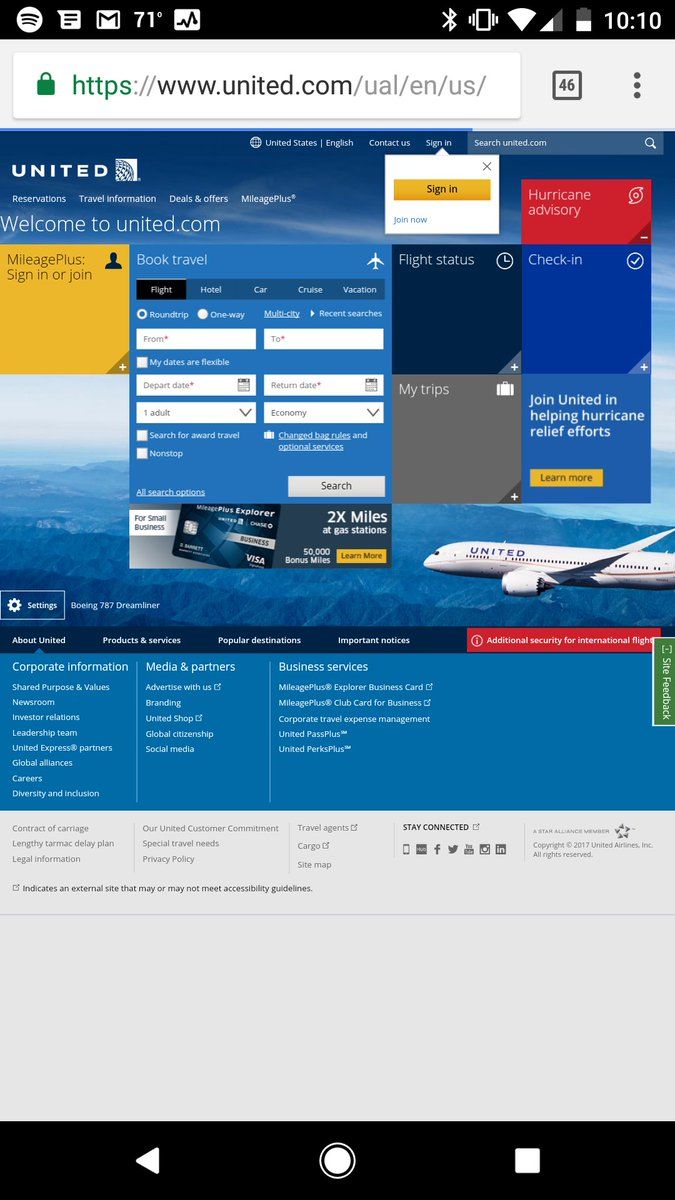 71°
10:10
https://www.united.com/ual/en/us/
46
United States | English
Contact us
Sign in
Search united.com
UNITED
Sign in
Join now
Reservations
Travel information
Deals & offers
MileagePlus®
Hurricane
advisory
Welcome to united.com
MileagePlus:
Sign in or join
Book travel
Flight
Hotel
Car
Cruise
Vacation
Roundtrip
One-way
Multi-city
Recent searches
From*
To*
My dates are flexible
Depart date*
Return date*
1 adult
Economy
Search for award travel
Changed bag rules and
optional services
Nonstop
All search options
Search
Flight status
Check-in
My trips
Join United in
helping hurricane
relief efforts
Learn more
For Small
Business
MileagePlus Explorer
UNITED
CHASE
BUSINESS
D. BARRETT
VISA
2X Miles
at gas stations
50,000
Bonus Miles
Learn More
UNITED
Settings
Boeing 787 Dreamliner
About United
Products & services
Popular destinations
Important notices
Additional security for international flight
[-] Site Feedback
Corporate information
Shared Purpose & Values
Newsroom
Investor relations
Leadership team
United Express® partners
Global alliances
Careers
Diversity and inclusion
Media & partners
Advertise with us
Branding
United Shop
Global citizenship
Social media
Business services
MileagePlus® Explorer Business Card
MileagePlus® Club Card for Business
Corporate travel expense management
United PassPlus℠
United PerksPlus℠
Contract of carriage
Lengthy tarmac delay plan
Legal information
Our United Customer Commitment
Special travel needs
Privacy Policy
Travel agents
Cargo
Site map
STAY CONNECTED
A STAR ALLIANCE MEMBER
Copyright © 2017 United Airlines, Inc.
All rights reserved.
Indicates an external site that may or may not meet accessibility guidelines.